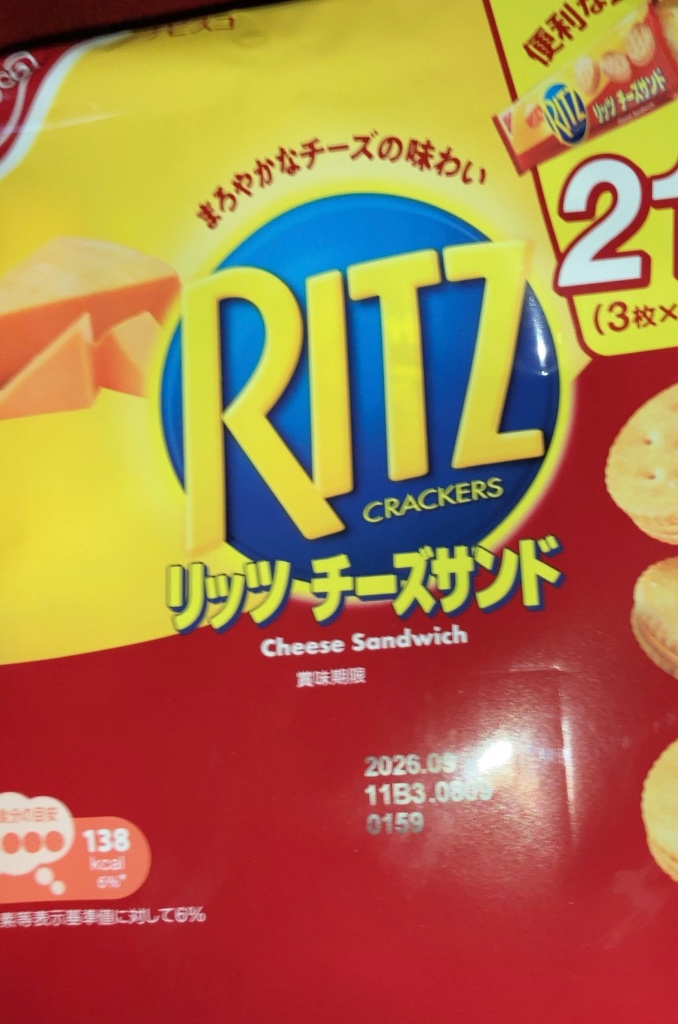 便利な
RITZ
リッツ チーズサンド
まろやかなチーズの味わい
21
(3枚×
RITZ
CRACKERS
リッツ チーズサンド
Cheese Sandwich
賞味期限
2026.09
11B3.0809
0159
の目安
138
kcal
6%*
素等表示基準値に対して6%